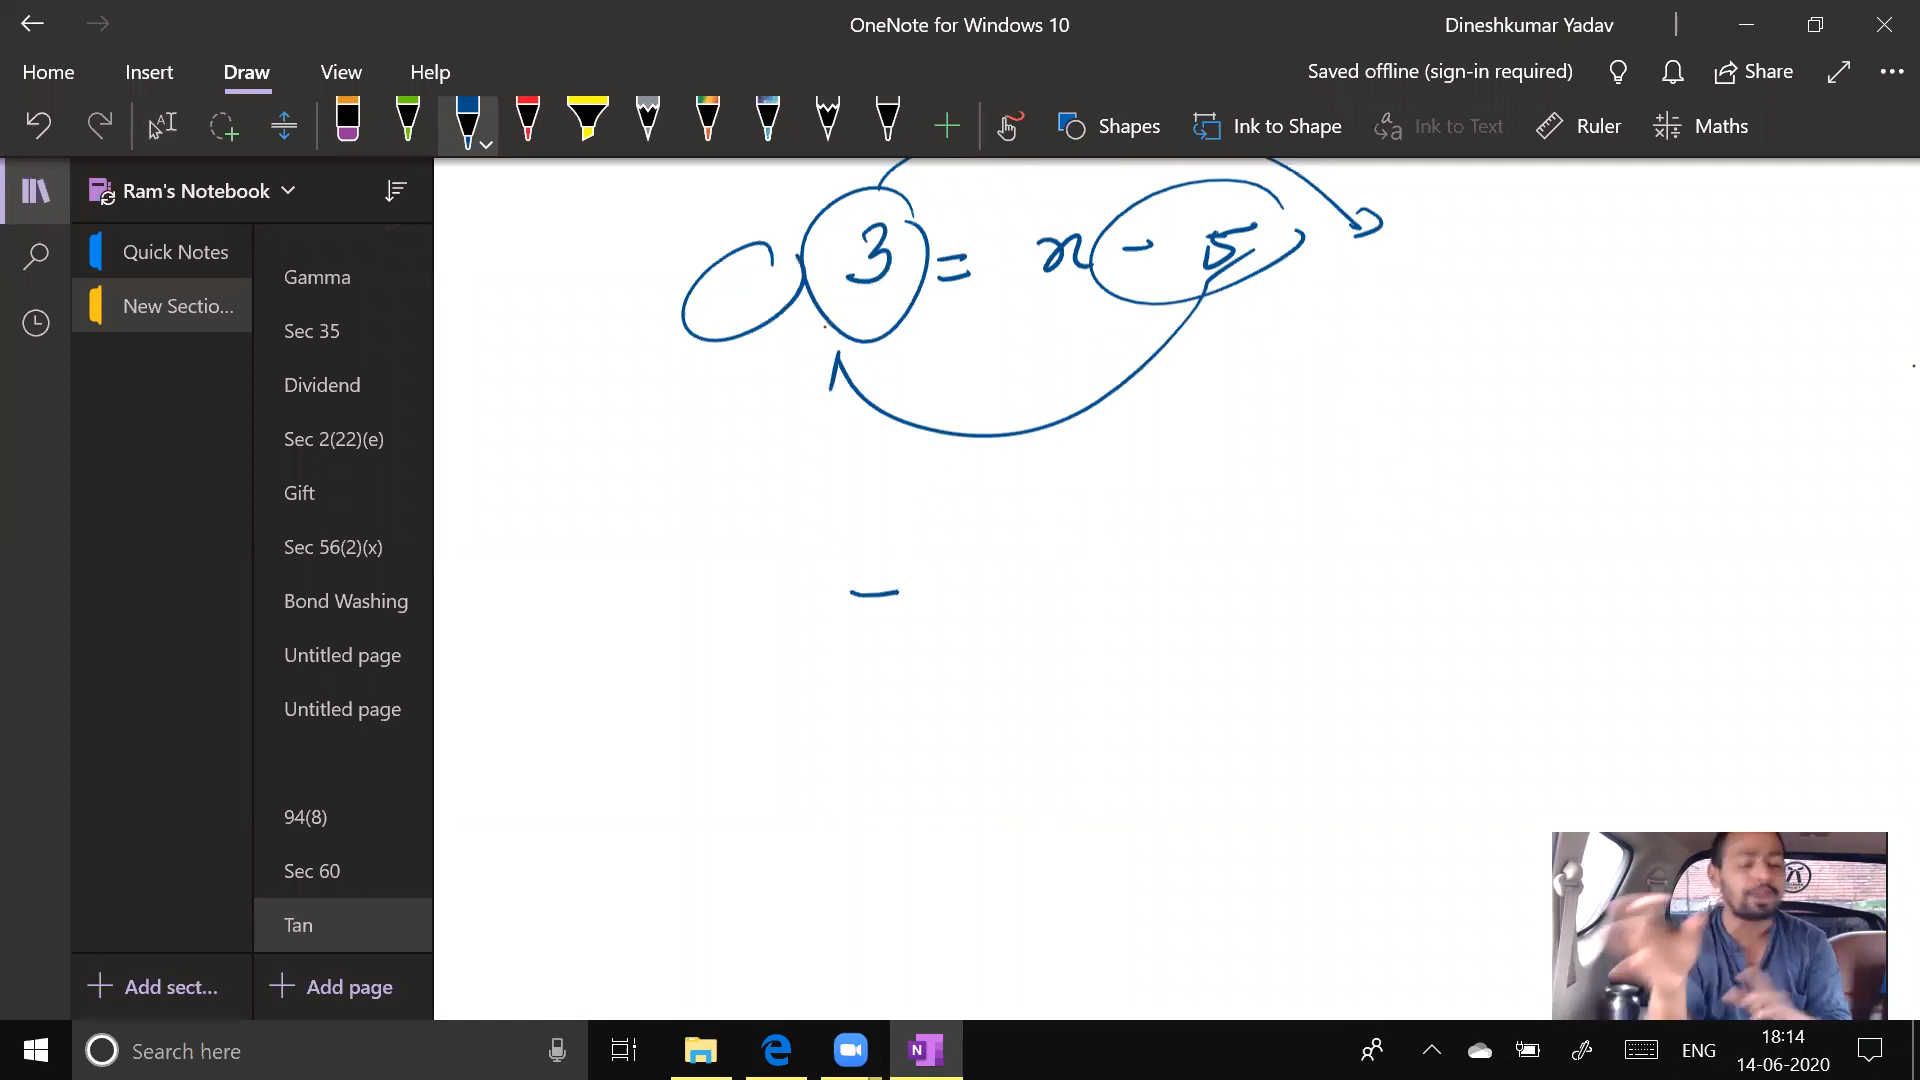 OneNote for Windows 10
Dineshkumar Yadav
Home Insert Draw View Help
Saved offline (sign-in required)
Share
Shapes
Ink to Shape
Ink to Text
Ruler
Maths
Ram's Notebook
Quick Notes
New Sectio...
Gamma
Sec 35
Dividend
Sec 2(22)(e)
Gift
Sec 56(2)(x)
Bond Washing
Untitled page
Untitled page
94(8)
Sec 60
Tan
Add sect...
Add page
3 = x - 5
Search here
ENG
18:14
14-06-2020